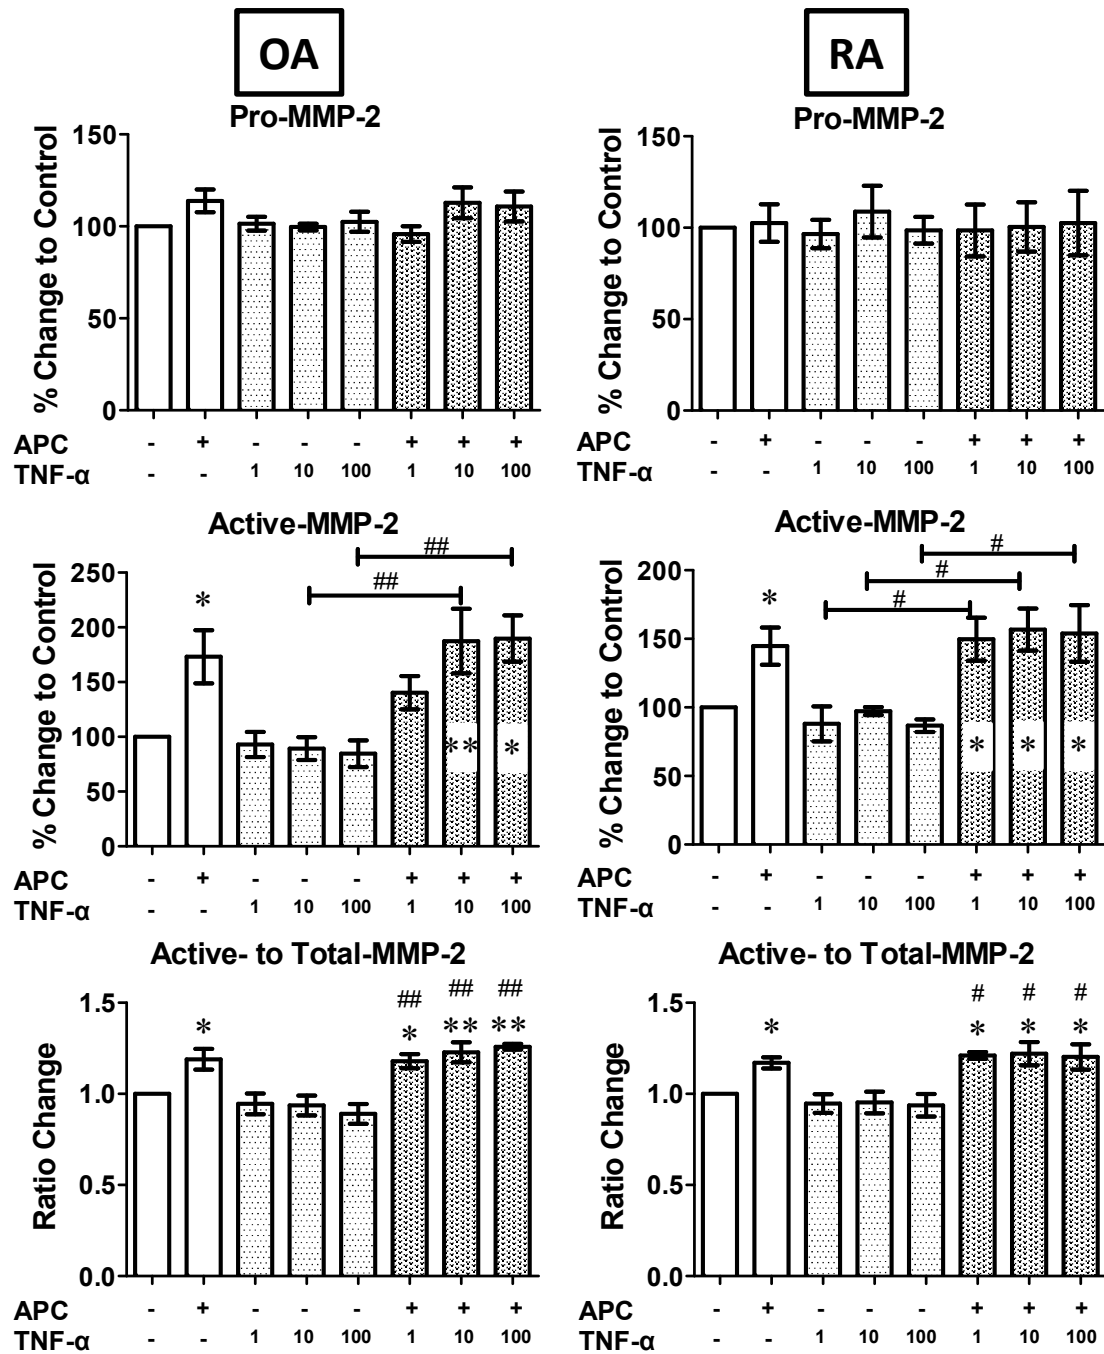 OA
Pro-MMP-2
% Change to Control
150
100
50
0
APC - + - - - + + +
TNF-α - - 1 10 100 1 10 100
RA
Pro-MMP-2
% Change to Control
150
100
50
0
APC - + - - - + + +
TNF-α - - 1 10 100 1 10 100
Active-MMP-2
% Change to Control
250
200
150
100
50
0
##
##
*
** *
APC - + - - - + + +
TNF-α - - 1 10 100 1 10 100
Active-MMP-2
% Change to Control
200
150
100
50
0
#
#
#
*
* * *
APC - + - - - + + +
TNF-α - - 1 10 100 1 10 100
Active- to Total-MMP-2
Ratio Change
1.5
1.0
0.5
0.0
## ## ##
* * ** **
APC - + - - - + + +
TNF-α - - 1 10 100 1 10 100
Active- to Total-MMP-2
Ratio Change
1.5
1.0
0.5
0.0
# # #
* * * *
APC - + - - - + + +
TNF-α - - 1 10 100 1 10 100